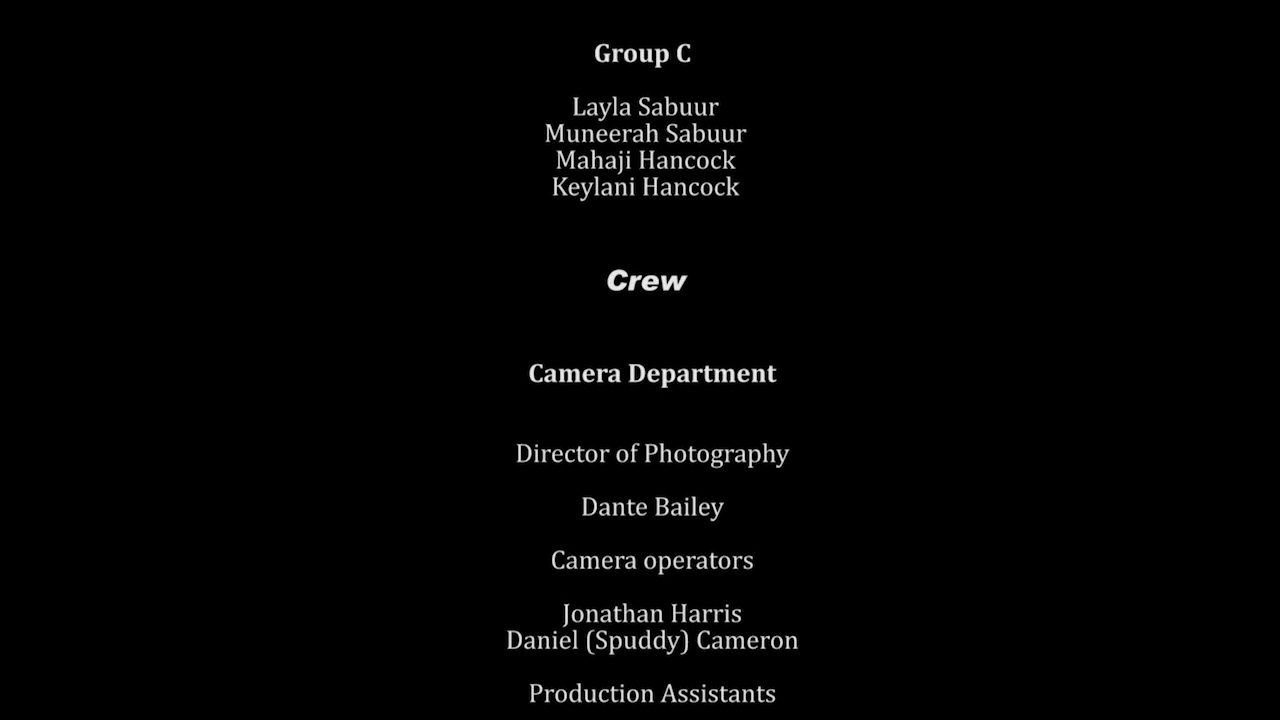 Group C
Layla Sabuur
Muneerah Sabuur
Mahaji Hancock
Keylani Hancock
Crew
Camera Department
Director of Photography
Dante Bailey
Camera operators
Jonathan Harris
Daniel (Spuddy) Cameron
Production Assistants